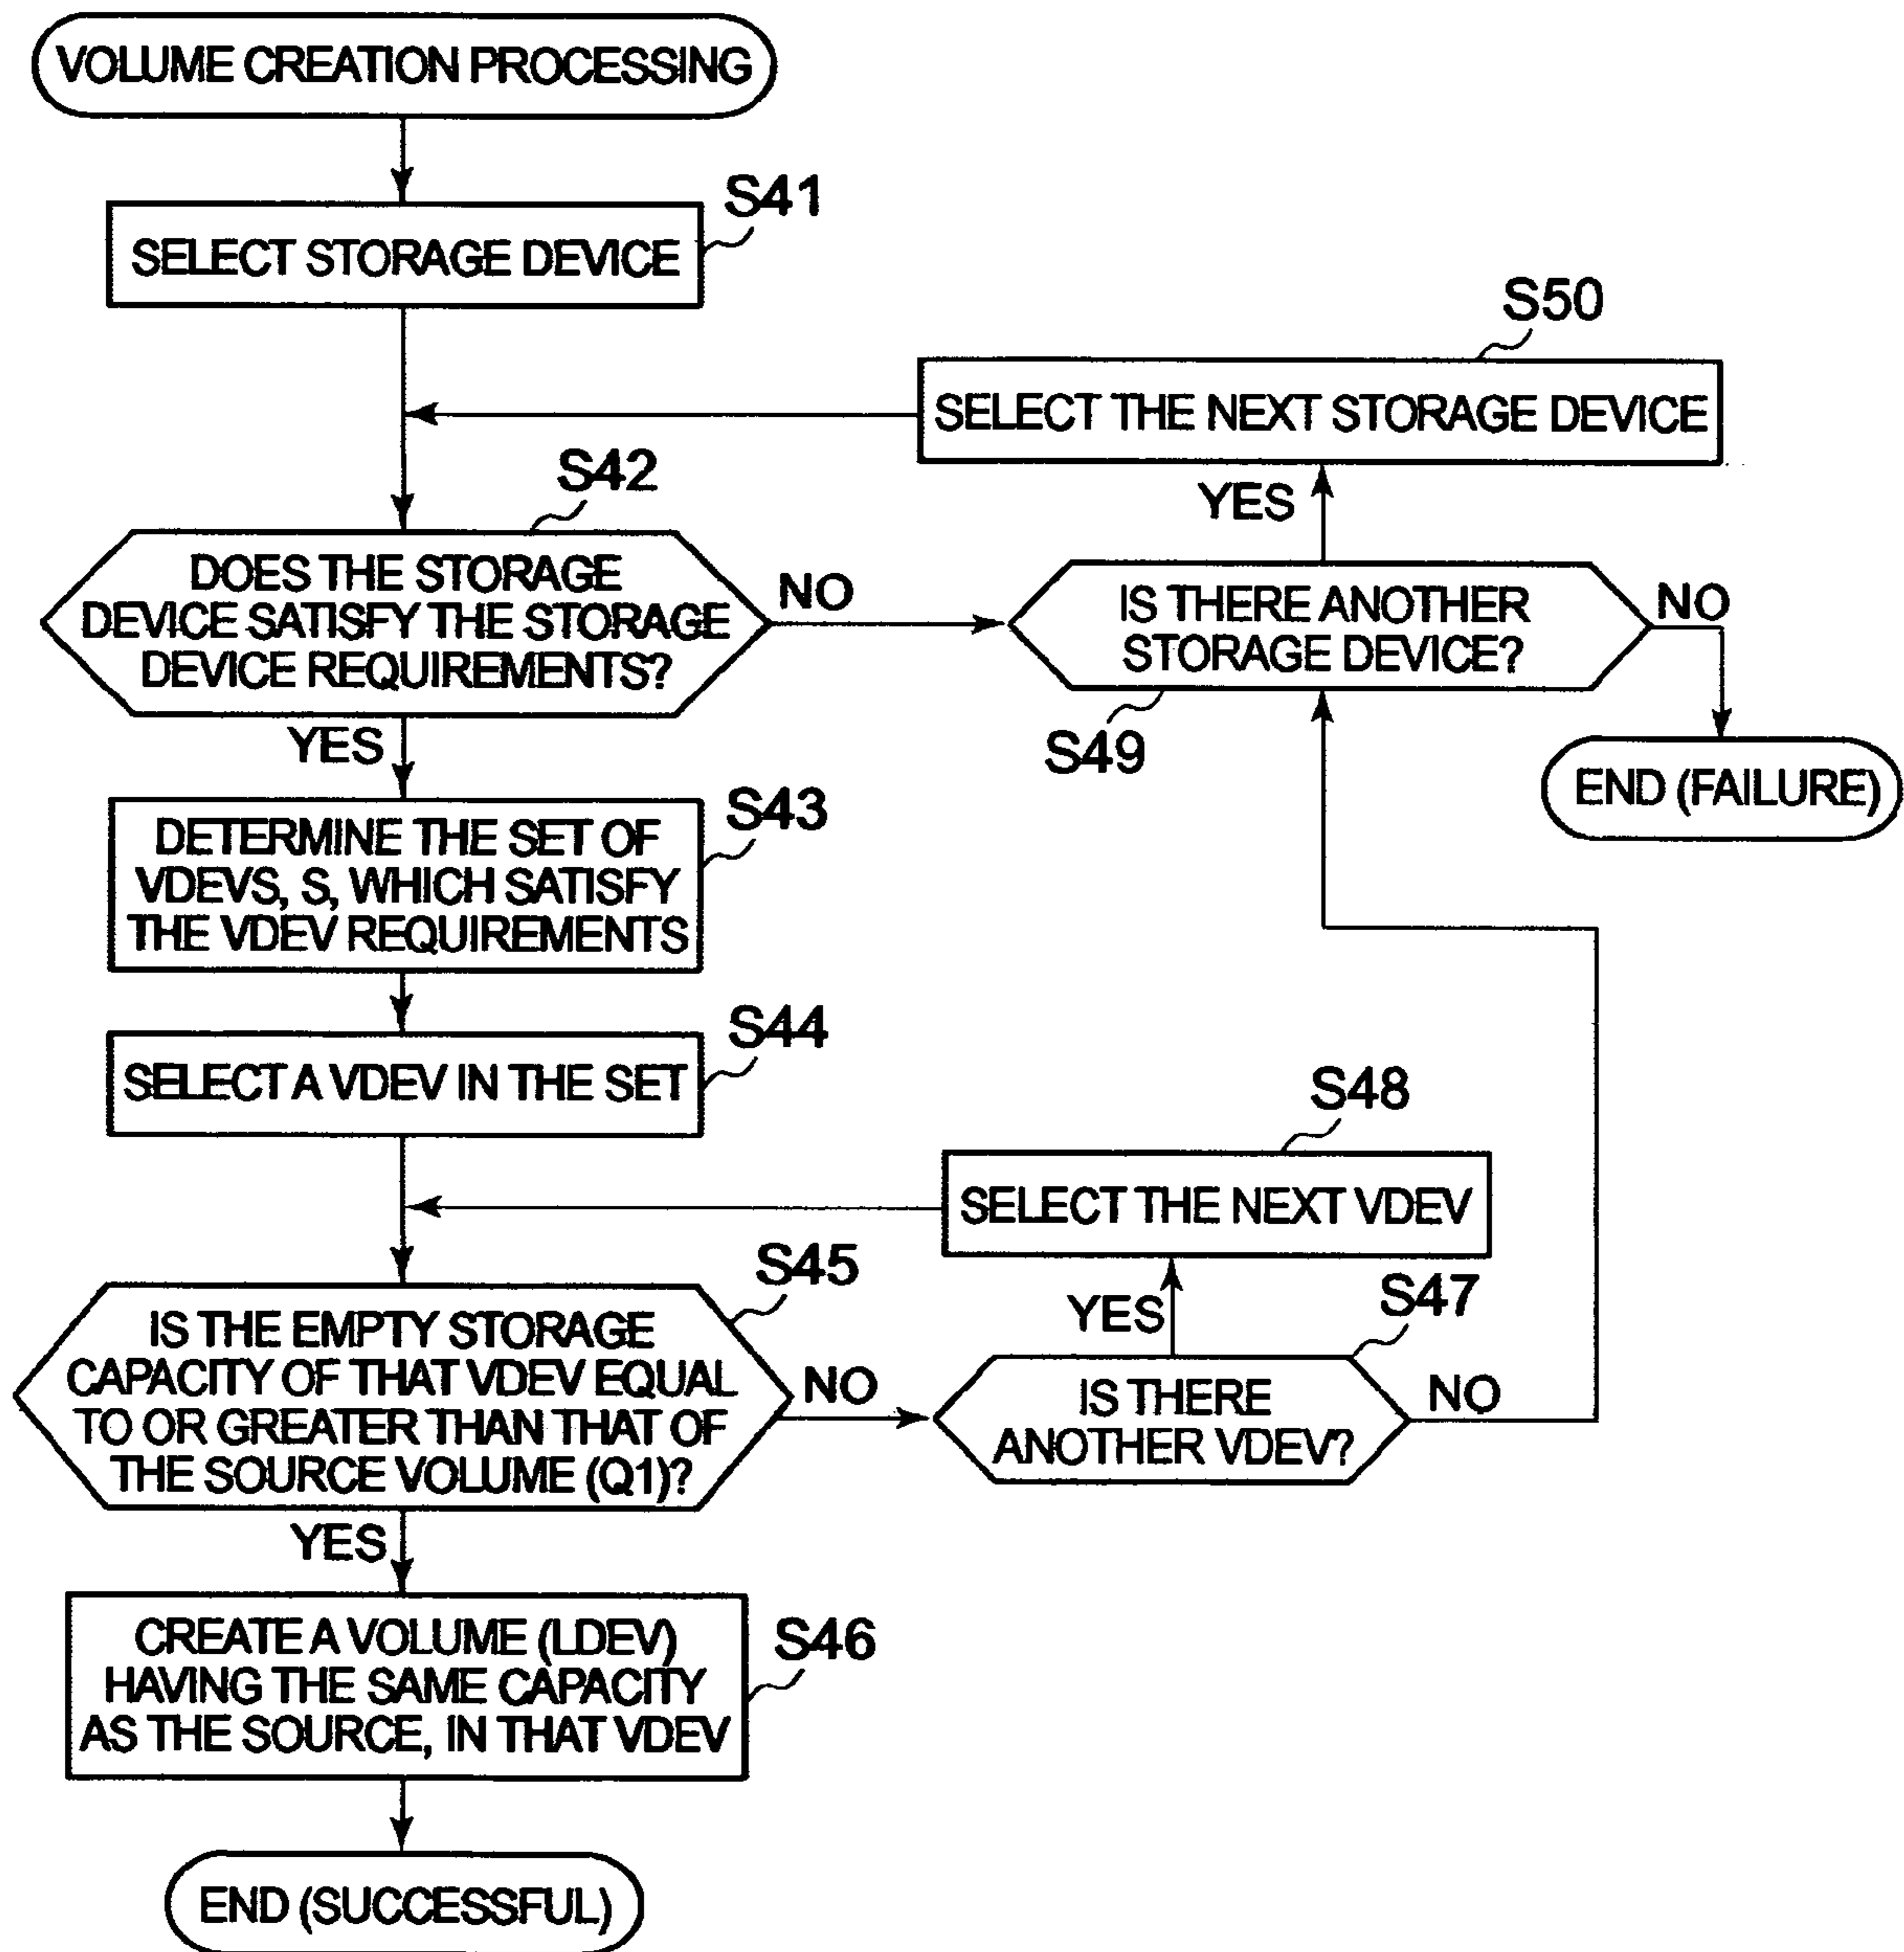 VOLUME CREATION PROCESSING
S41
SELECT STORAGE DEVICE
S50
SELECT THE NEXT STORAGE DEVICE
S42
YES
DOES THE STORAGE
DEVICE SATISFY THE STORAGE
DEVICE REQUIREMENTS?
NO
IS THERE ANOTHER
STORAGE DEVICE?
NO
YES
S49
END (FAILURE)
S43
DETERMINE THE SET OF
VDEVS, S, WHICH SATISFY
THE VDEV REQUIREMENTS
S44
SELECT A VDEV IN THE SET
S48
SELECT THE NEXT VDEV
S45
YES
S47
IS THE EMPTY STORAGE
CAPACITY OF THAT VDEV EQUAL
TO OR GREATER THAN THAT OF
THE SOURCE VOLUME (Q1)?
NO
IS THERE
ANOTHER VDEV?
NO
YES
CREATE A VOLUME (LDEV)
HAVING THE SAME CAPACITY
AS THE SOURCE, IN THAT VDEV
S46
END (SUCCESSFUL)